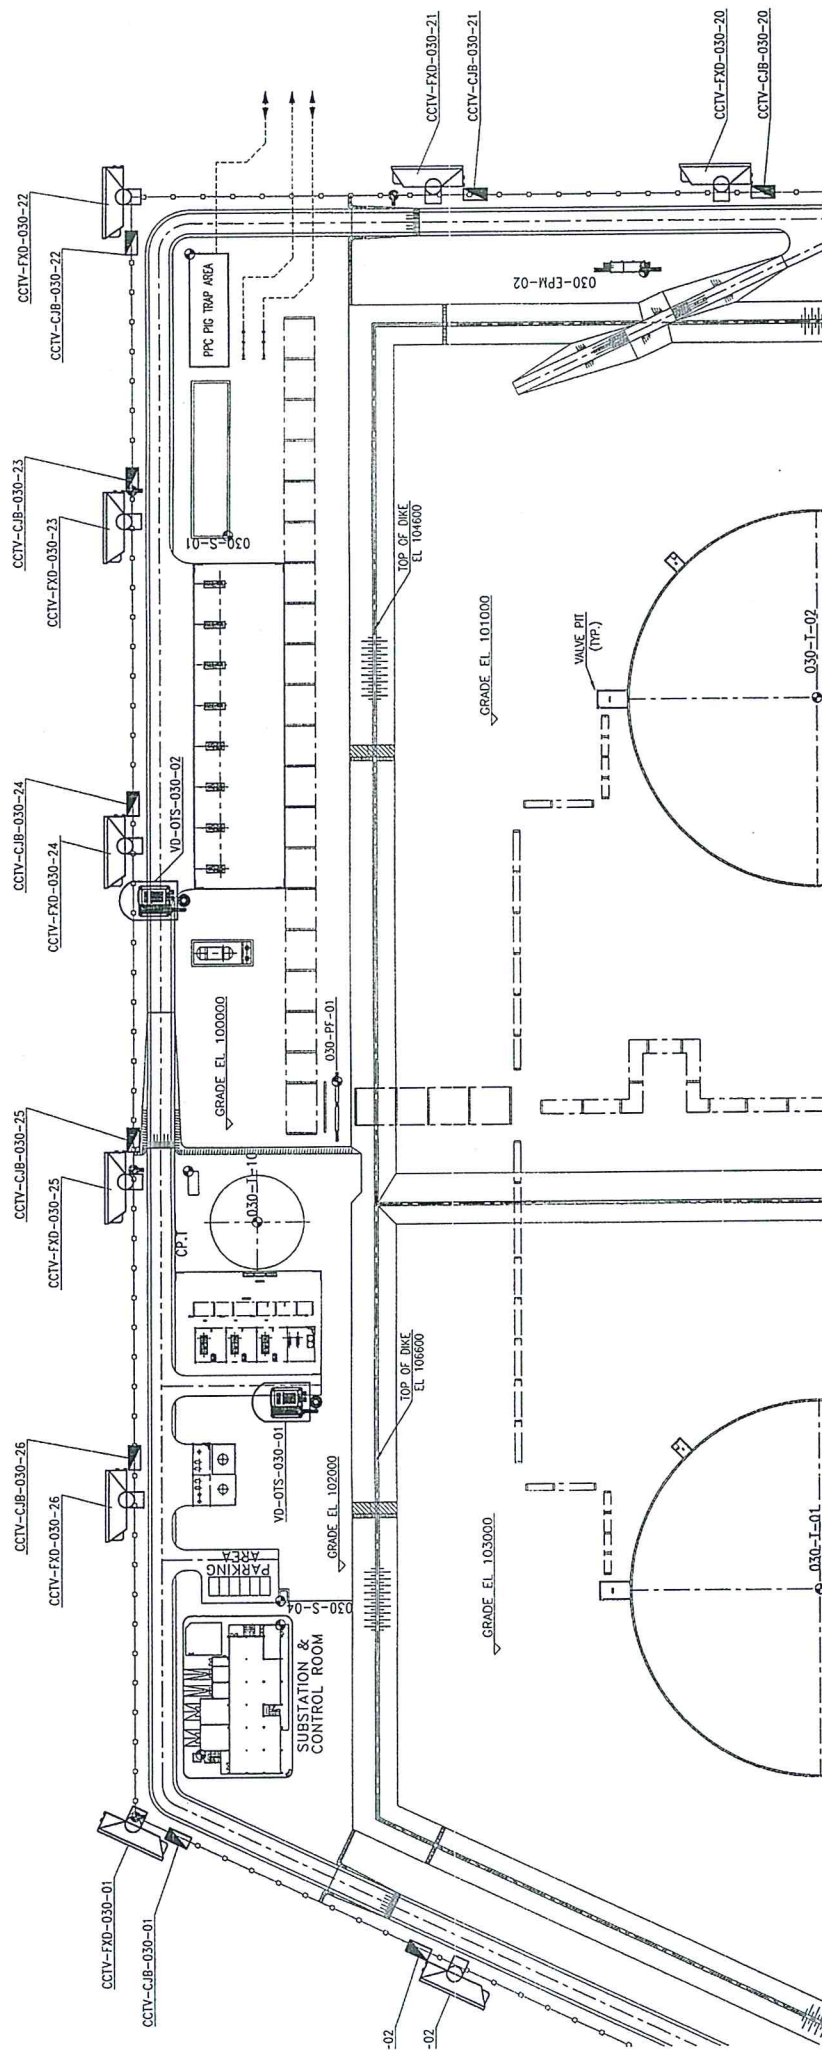 CCTV-FXD-030-21
CCTV-CJB-030-21
CCTV-FXD-030-20
CCTV-CJB-030-20
CCTV-FXD-030-22
CCTV-CJB-030-22
PPC PIG TRAP AREA
030-EPM-02
CCTV-CJB-030-23
CCTV-FXD-030-23
030-S-01
TOP OF DIKE
EL 104600
GRADE EL 101000
VALVE PIT
(TYP.)
030-T-02
CCTV-CJB-030-24
CCTV-FXD-030-24
VD-OTS-030-02
GRADE EL 100000
030-PF-01
CCTV-CJB-030-25
CCTV-FXD-030-25
CP.T
030-T-10
TOP OF DIKE
EL 106600
CCTV-CJB-030-26
CCTV-FXD-030-26
VD-OTS-030-01
GRADE EL 102000
PARKING
AREA
030-S-04
GRADE EL 103000
030-T-01
SUBSTATION &
CONTROL ROOM
CCTV-FXD-030-01
CCTV-CJB-030-01
-02
-02